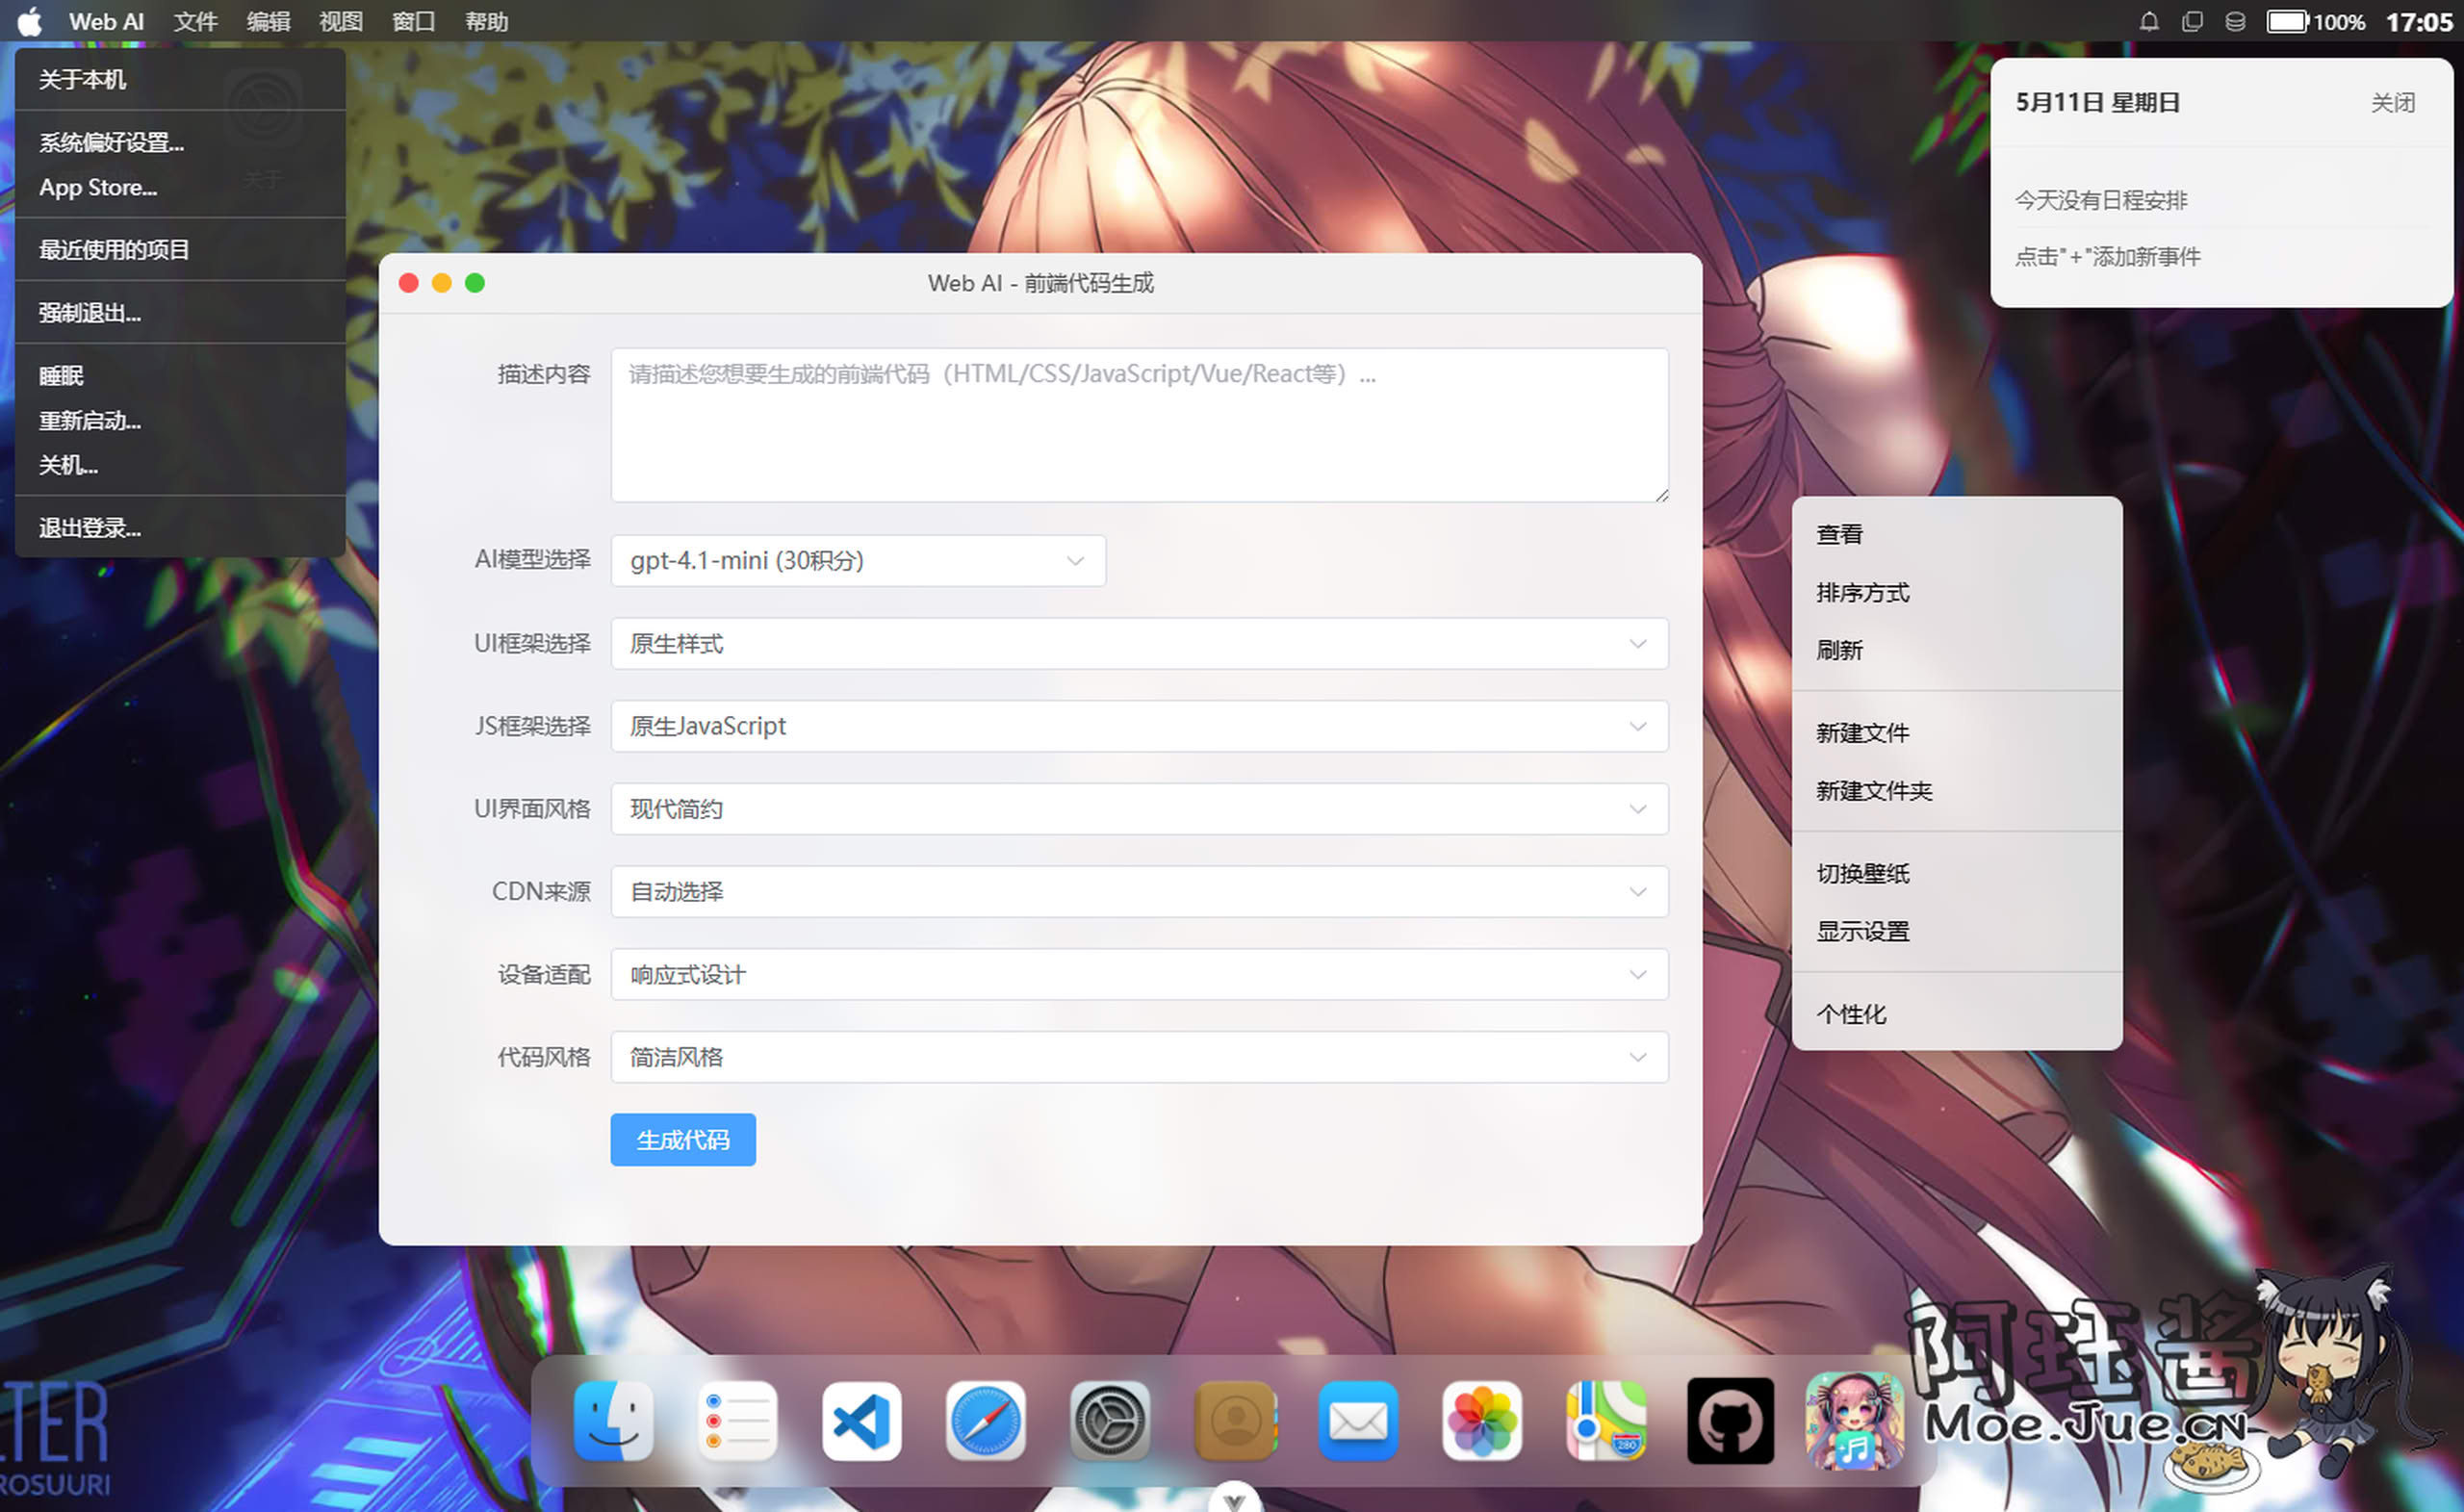 Web AI 文件 编辑 视图 窗口 帮助
100% 17:05
关于本机
系统偏好设置...
App Store...
关于
最近使用的项目
强制退出...
睡眠
重新启动...
关机...
退出登录...
5月11日 星期日 关闭
今天没有日程安排
点击"+"添加新事件
Web AI - 前端代码生成
描述内容 请描述您想要生成的前端代码（HTML/CSS/JavaScript/Vue/React等）...
AI模型选择 gpt-4.1-mini (30积分)
UI框架选择 原生样式
JS框架选择 原生JavaScript
UI界面风格 现代简约
CDN来源 自动选择
设备适配 响应式设计
代码风格 简洁风格
生成代码
查看
排序方式
刷新
新建文件
新建文件夹
切换壁纸
显示设置
个性化
280
LTER
ROSUURI
阿珏酱
Moe.Jue.CN